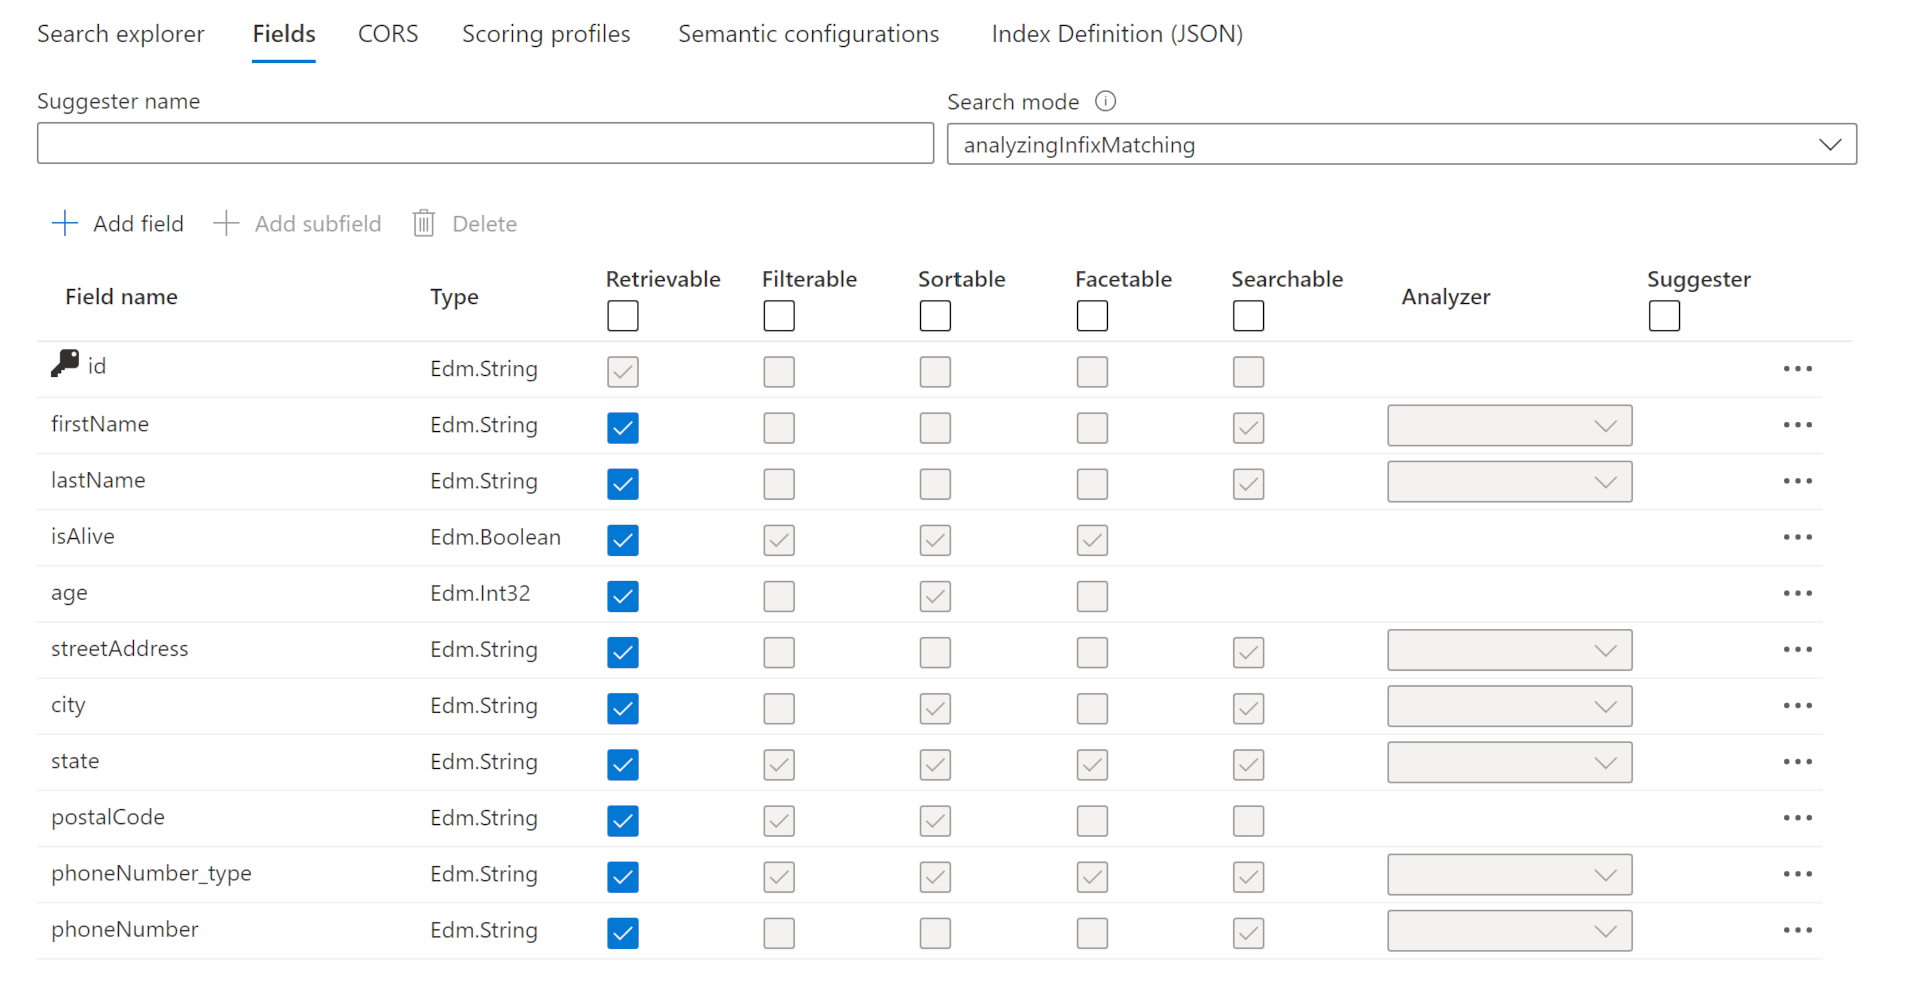 Search explorer Fields CORS Scoring profiles Semantic configurations Index Definition (JSON)
Suggester name Search mode
analyzingInfixMatching
Add field Add subfield Delete
Field name Type Retrievable Filterable Sortable Facetable Searchable Analyzer Suggester
id Edm.String
firstName Edm.String
lastName Edm.String
isAlive Edm.Boolean
age Edm.Int32
streetAddress Edm.String
city Edm.String
state Edm.String
postalCode Edm.String
phoneNumber_type Edm.String
phoneNumber Edm.String